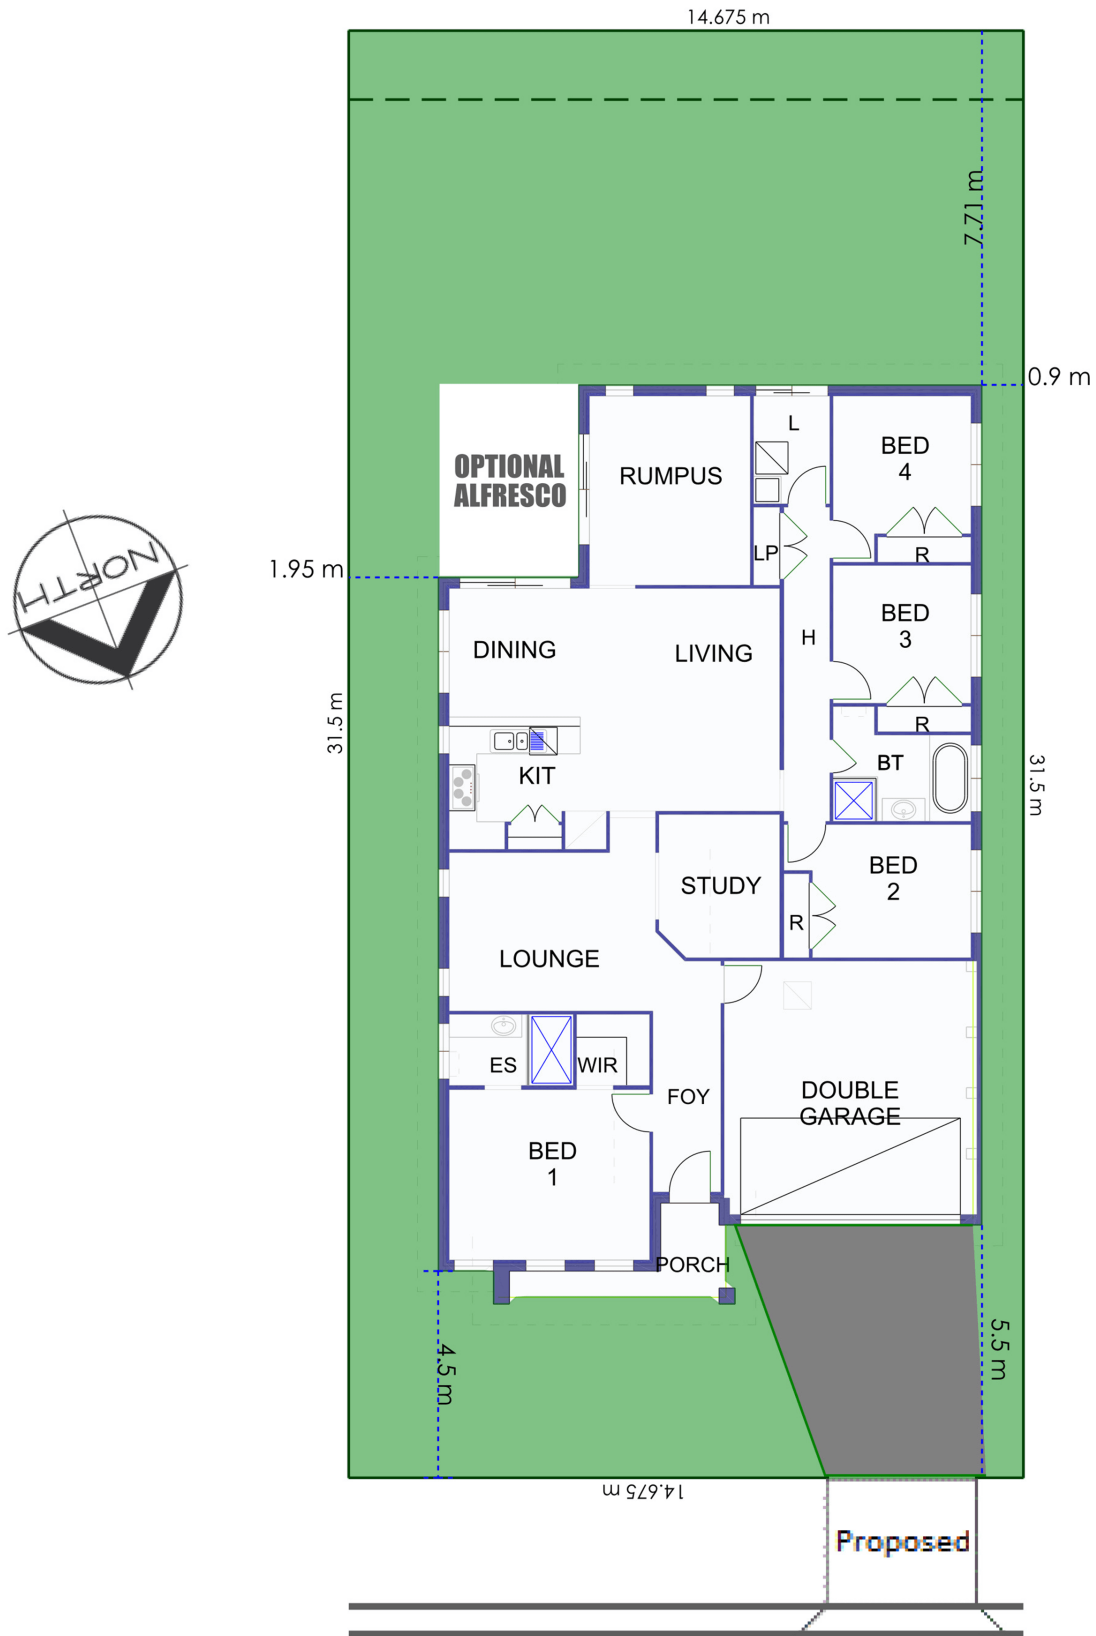 14.675 m
7.71 m
0.9 m
OPTIONAL
ALFRESCO
RUMPUS
L
BED
4
LP
R
NORTH
1.95 m
DINING
LIVING
H
BED
3
R
31.5 m
KIT
BT
31.5 m
STUDY
BED
2
R
LOUNGE
ES
WIR
FOY
DOUBLE
GARAGE
BED
1
PORCH
4.5 m
5.5 m
14.675 m
Proposed